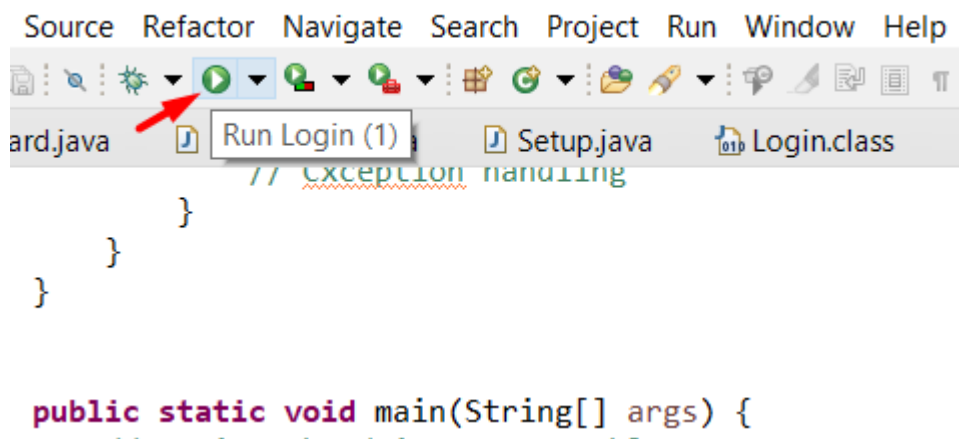 Source Refactor Navigate Search Project Run Window Help
ard.java Run Login (1) Setup.java Login.class
// Cxception handling
}
}
}
public static void main(String[] args) {